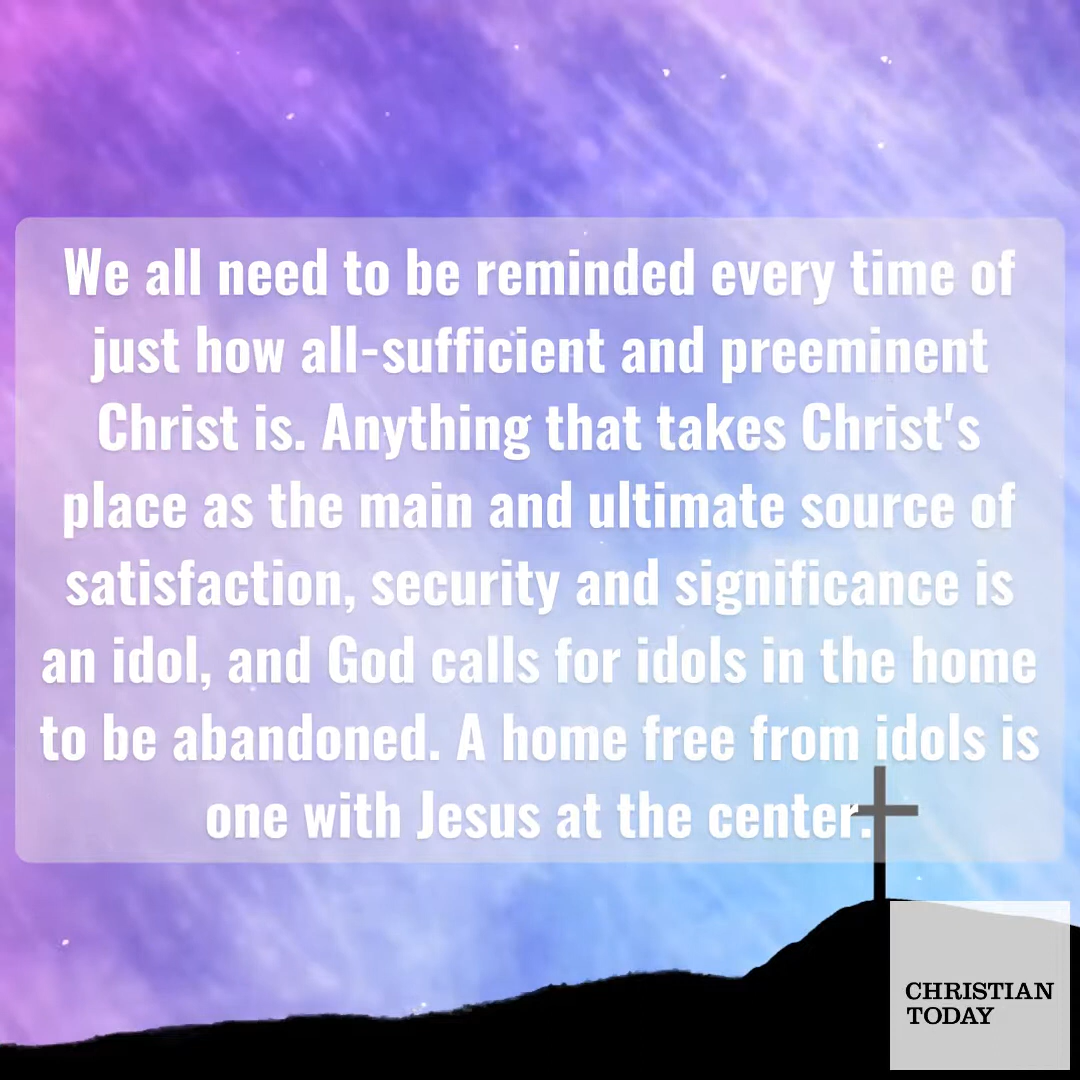 We all need to be reminded every time of
just how all-sufficient and preeminent
Christ is. Anything that takes Christ's
place as the main and ultimate source of
satisfaction, security and significance is
an idol, and God calls for idols in the home
to be abandoned. A home free from idols is
one with Jesus at the center.
CHRISTIAN
TODAY